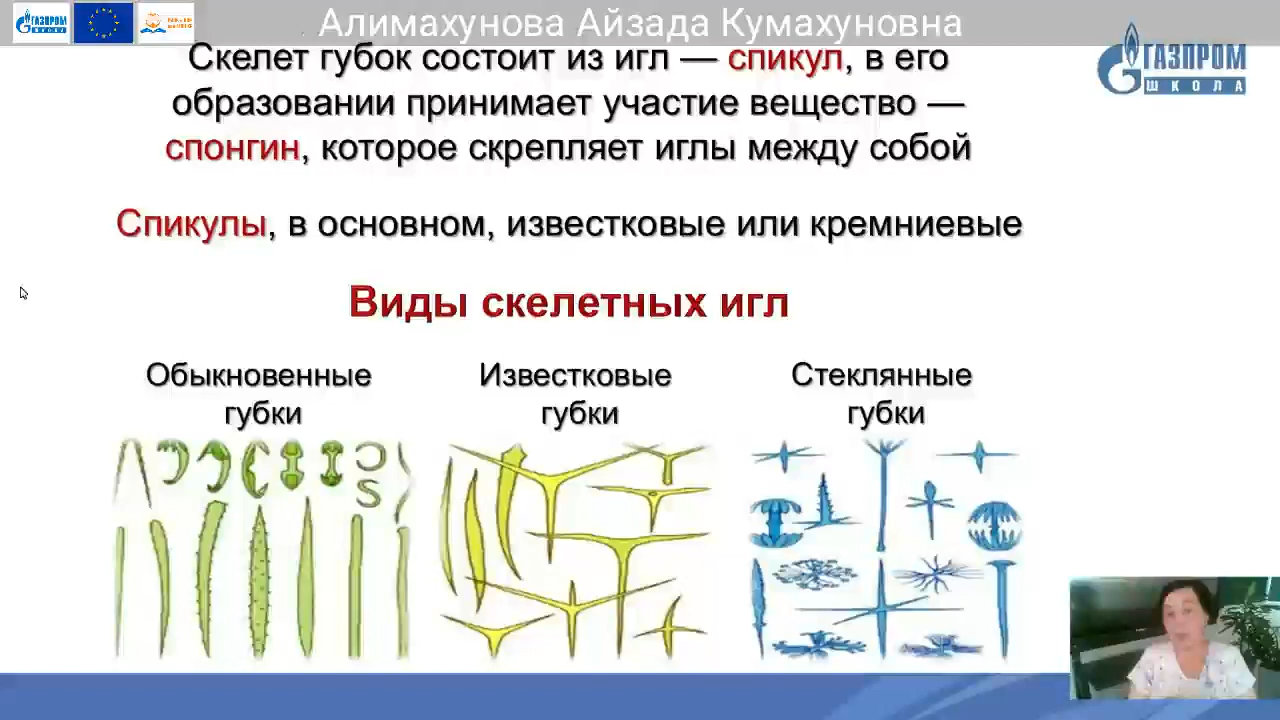 Алимахунова Айзада Кумахуновна
ГАЗПРОМ
ШКОЛА
Скелет губок состоит из игл — спикул, в его
образовании принимает участие вещество —
спонгин, которое скрепляет иглы между собой
Спикулы, в основном, известковые или кремниевые
Виды скелетных игл
Обыкновенные
губки
Известковые
губки
Стеклянные
губки